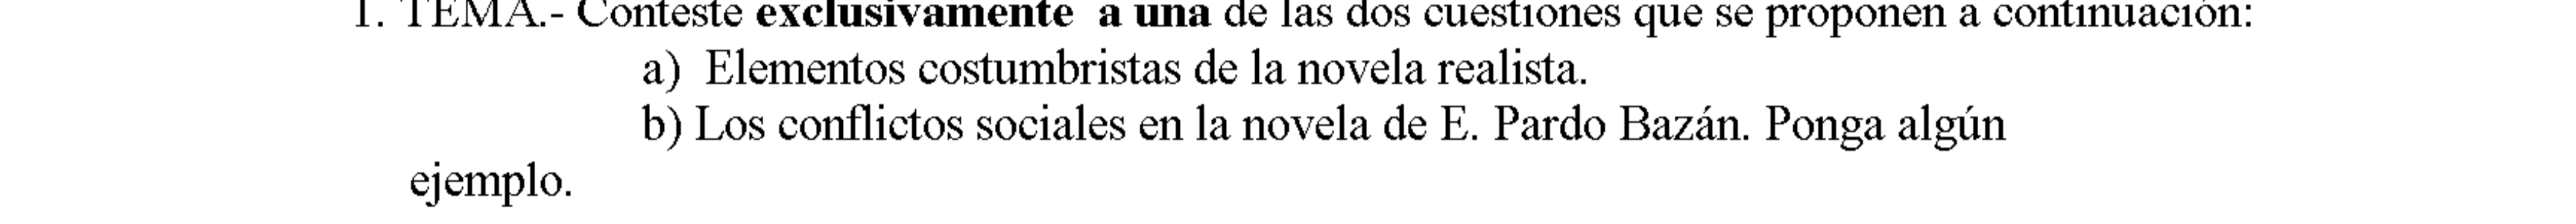 1. TEMA.- Conteste exclusivamente a una de las dos cuestiones que se proponen a continuación:
a) Elementos costumbristas de la novela realista.
b) Los conflictos sociales en la novela de E. Pardo Bazán. Ponga algún
ejemplo.